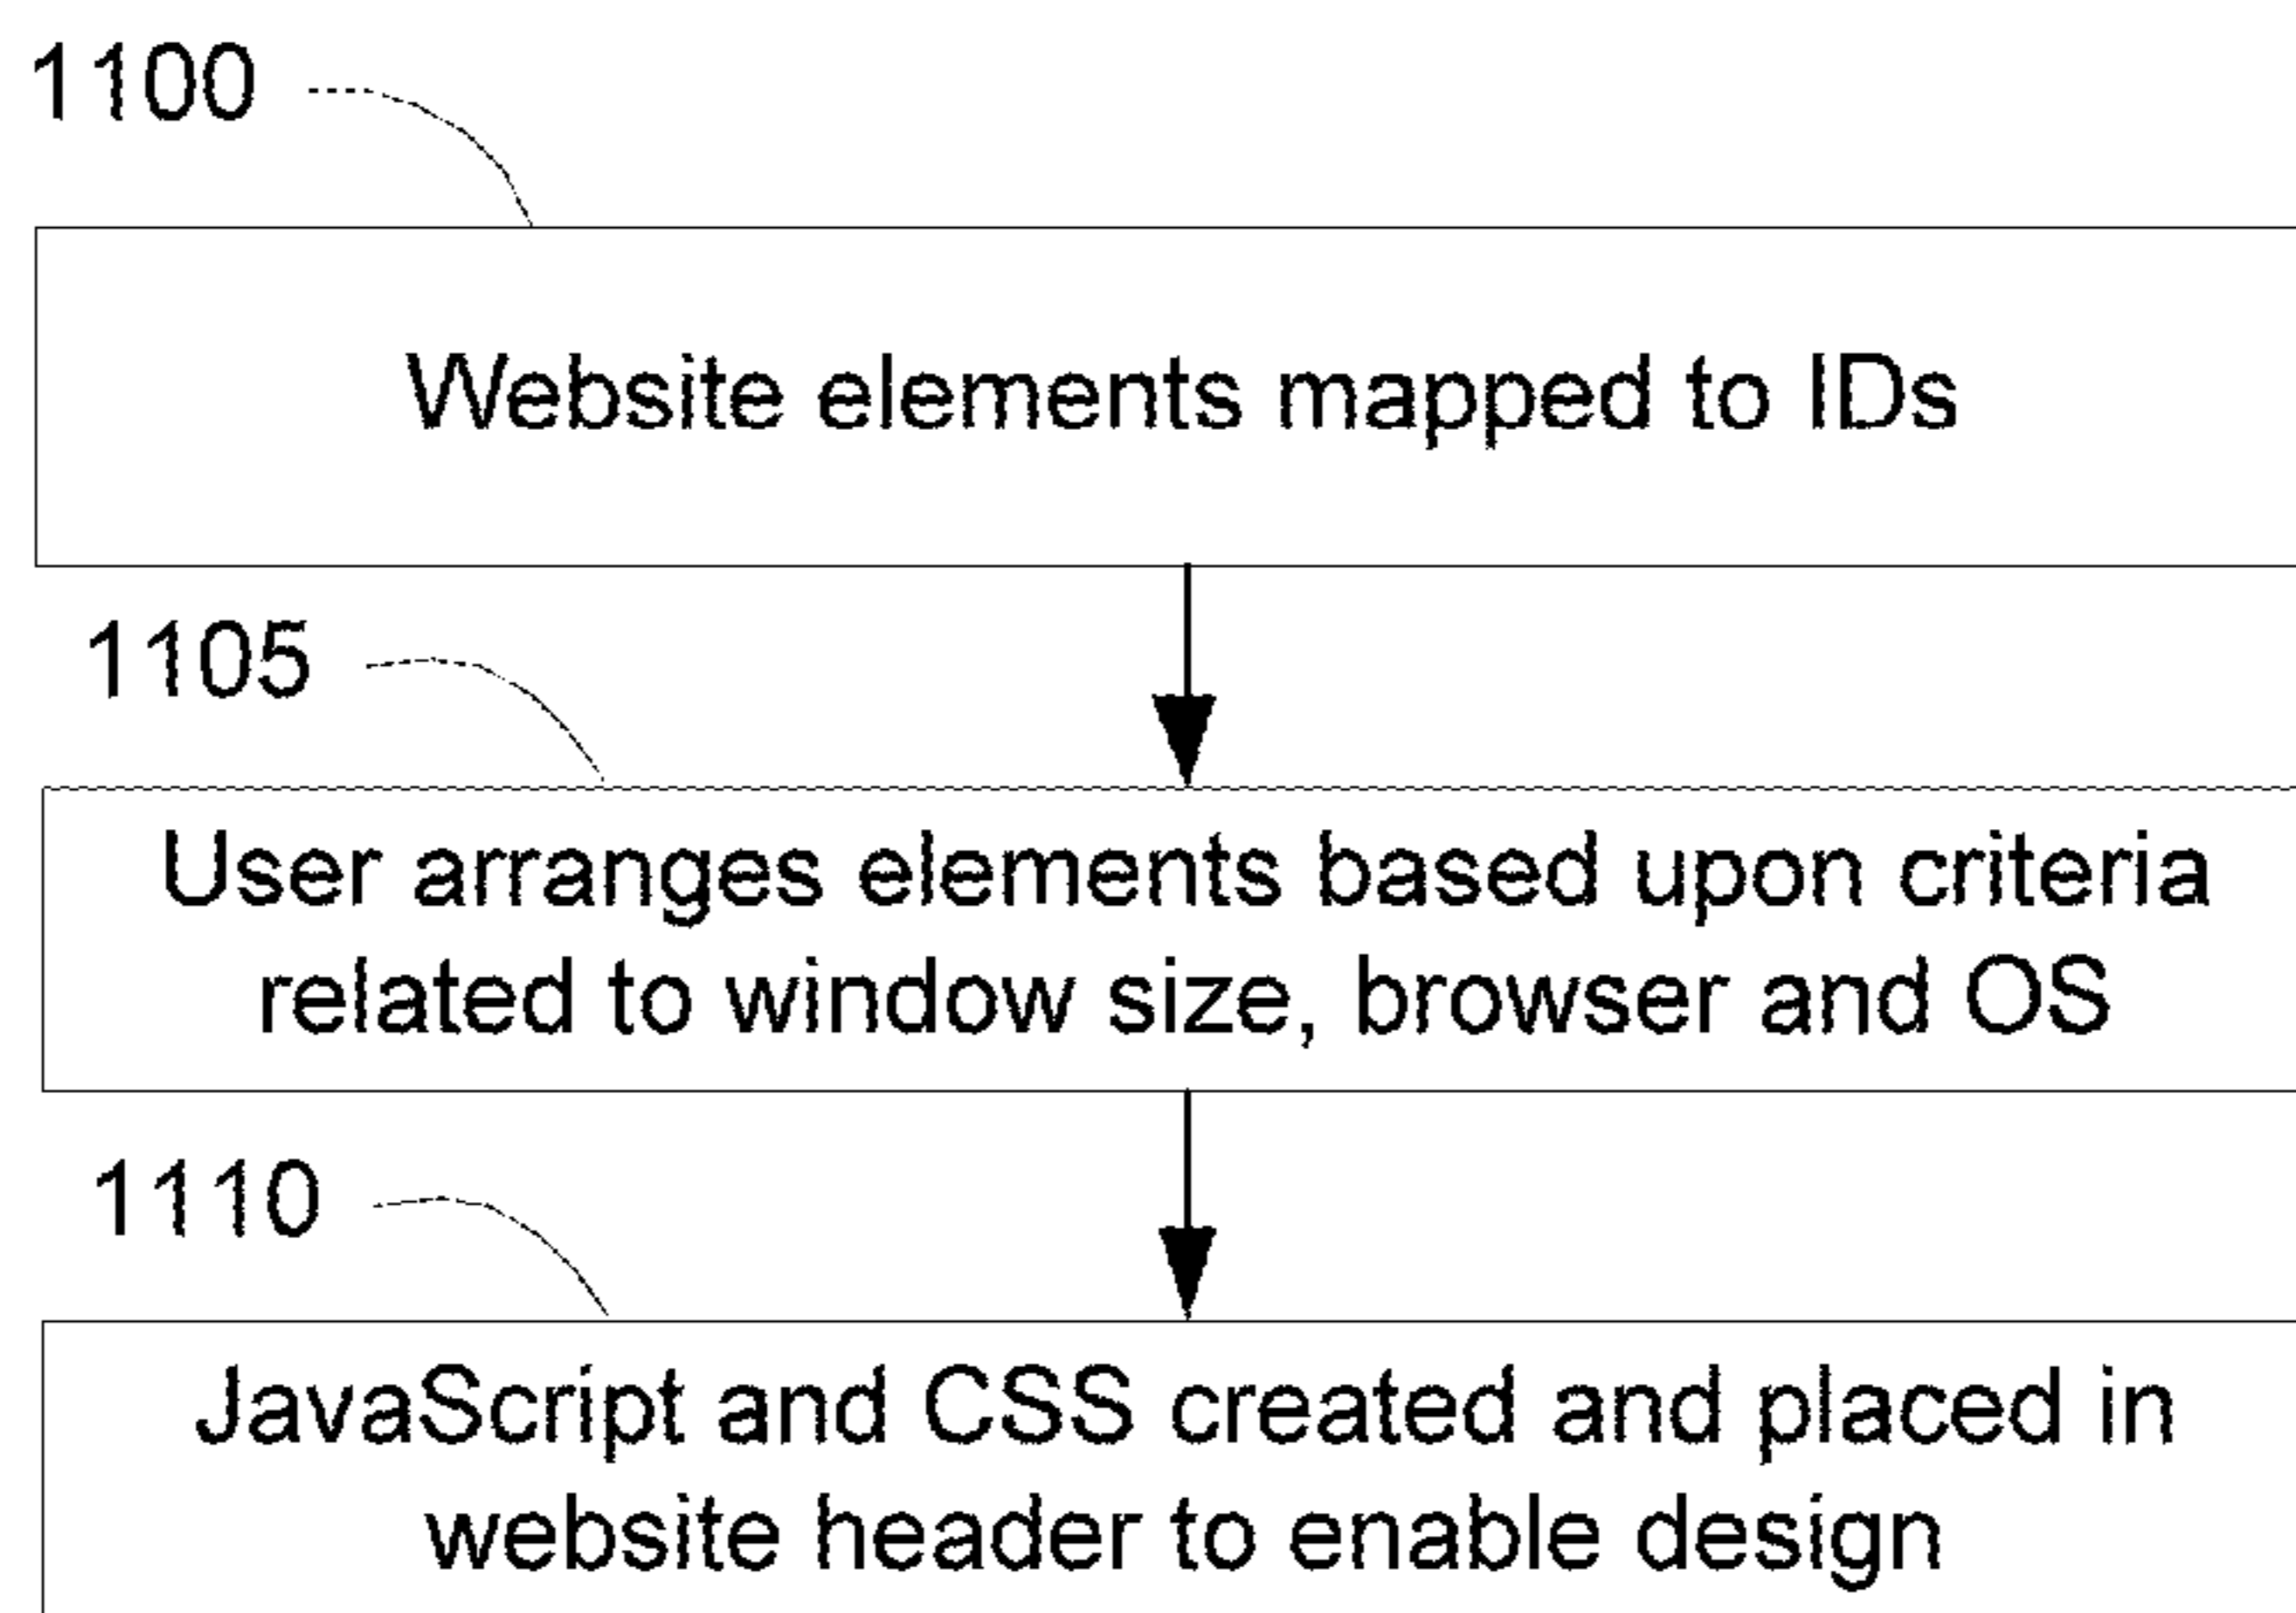 1100
Website elements mapped to IDs
1105
User arranges elements based upon criteria
related to window size, browser and OS
1110
JavaScript and CSS created and placed in
website header to enable design